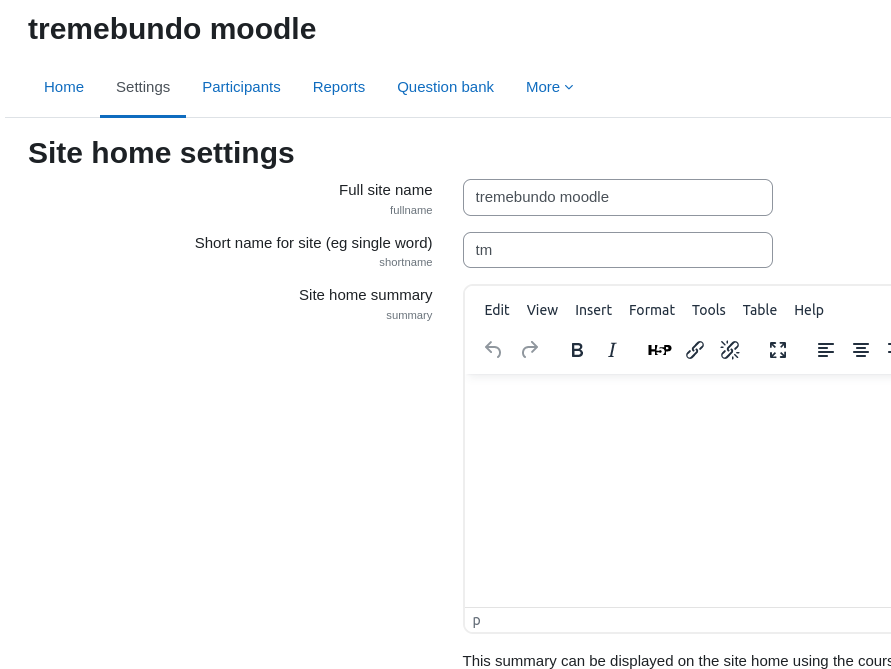 tremebundo moodle
Home Settings Participants Reports Question bank More
Site home settings
Full site name
fullname
tremebundo moodle
Short name for site (eg single word)
shortname
tm
Site home summary
summary
Edit View Insert Format Tools Table Help
B I H5P
p
This summary can be displayed on the site home using the